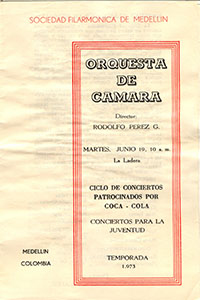 SOCIEDAD FILARMONICA DE MEDELLIN
ORQUESTA
DE
CAMARA
Director:
RODOLFO PEREZ G.
MARTES, JUNIO 19, 10 a. m.
La Ladera
CICLO DE CONCIERTOS
PATROCINADOS POR
COCA - COLA
CONCIERTOS PARA LA
JUVENTUD
MEDELLIN
COLOMBIA
TEMPORADA
1.973